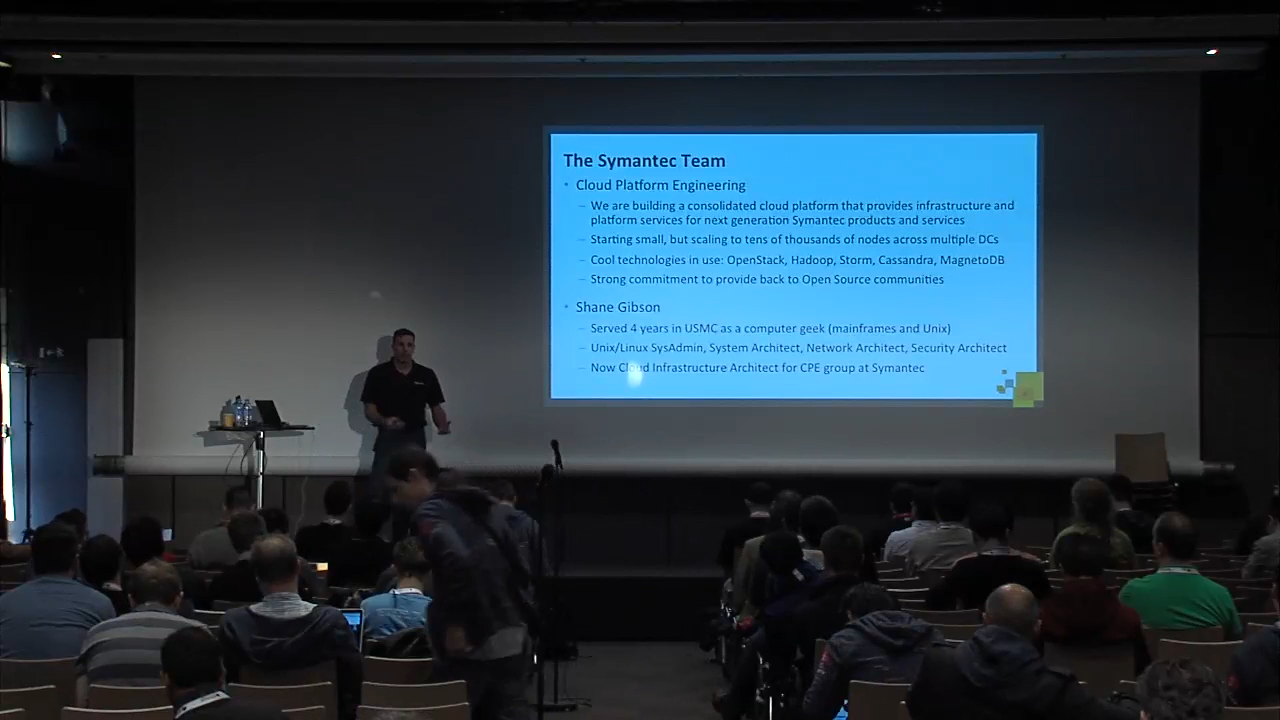 The Symantec Team
• Cloud Platform Engineering
– We are building a consolidated cloud platform that provides infrastructure and
platform services for next generation Symantec products and services
– Starting small, but scaling to tens of thousands of nodes across multiple DCs
– Cool technologies in use: OpenStack, Hadoop, Storm, Cassandra, MagnetoDB
– Strong commitment to provide back to Open Source communities
• Shane Gibson
– Served 4 years in USMC as a computer geek (mainframes and Unix)
– Unix/Linux SysAdmin, System Architect, Network Architect, Security Architect
– Now Cloud Infrastructure Architect for CPE group at Symantec